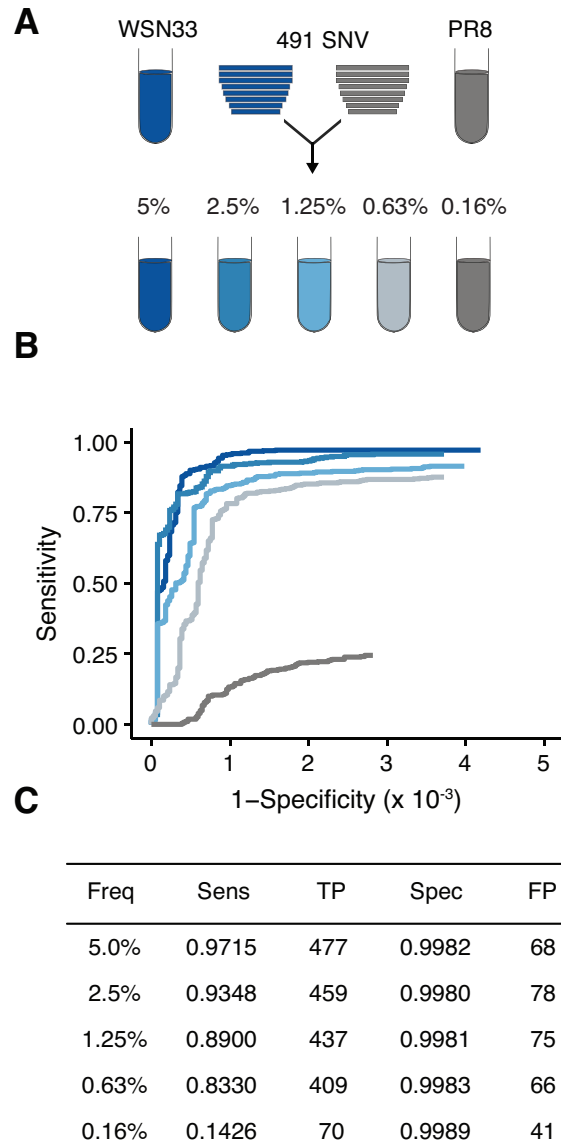 A
WSN33 491 SNV PR8
5% 2.5% 1.25% 0.63% 0.16%
B
1.00
0.75
0.50
0.25
0.00
Sensitivity
0 1 2 3 4 5
1−Specificity (x 10-3)
C
Freq Sens TP Spec FP
5.0% 0.9715 477 0.9982 68
2.5% 0.9348 459 0.9980 78
1.25% 0.8900 437 0.9981 75
0.63% 0.8330 409 0.9983 66
0.16% 0.1426 70 0.9989 41